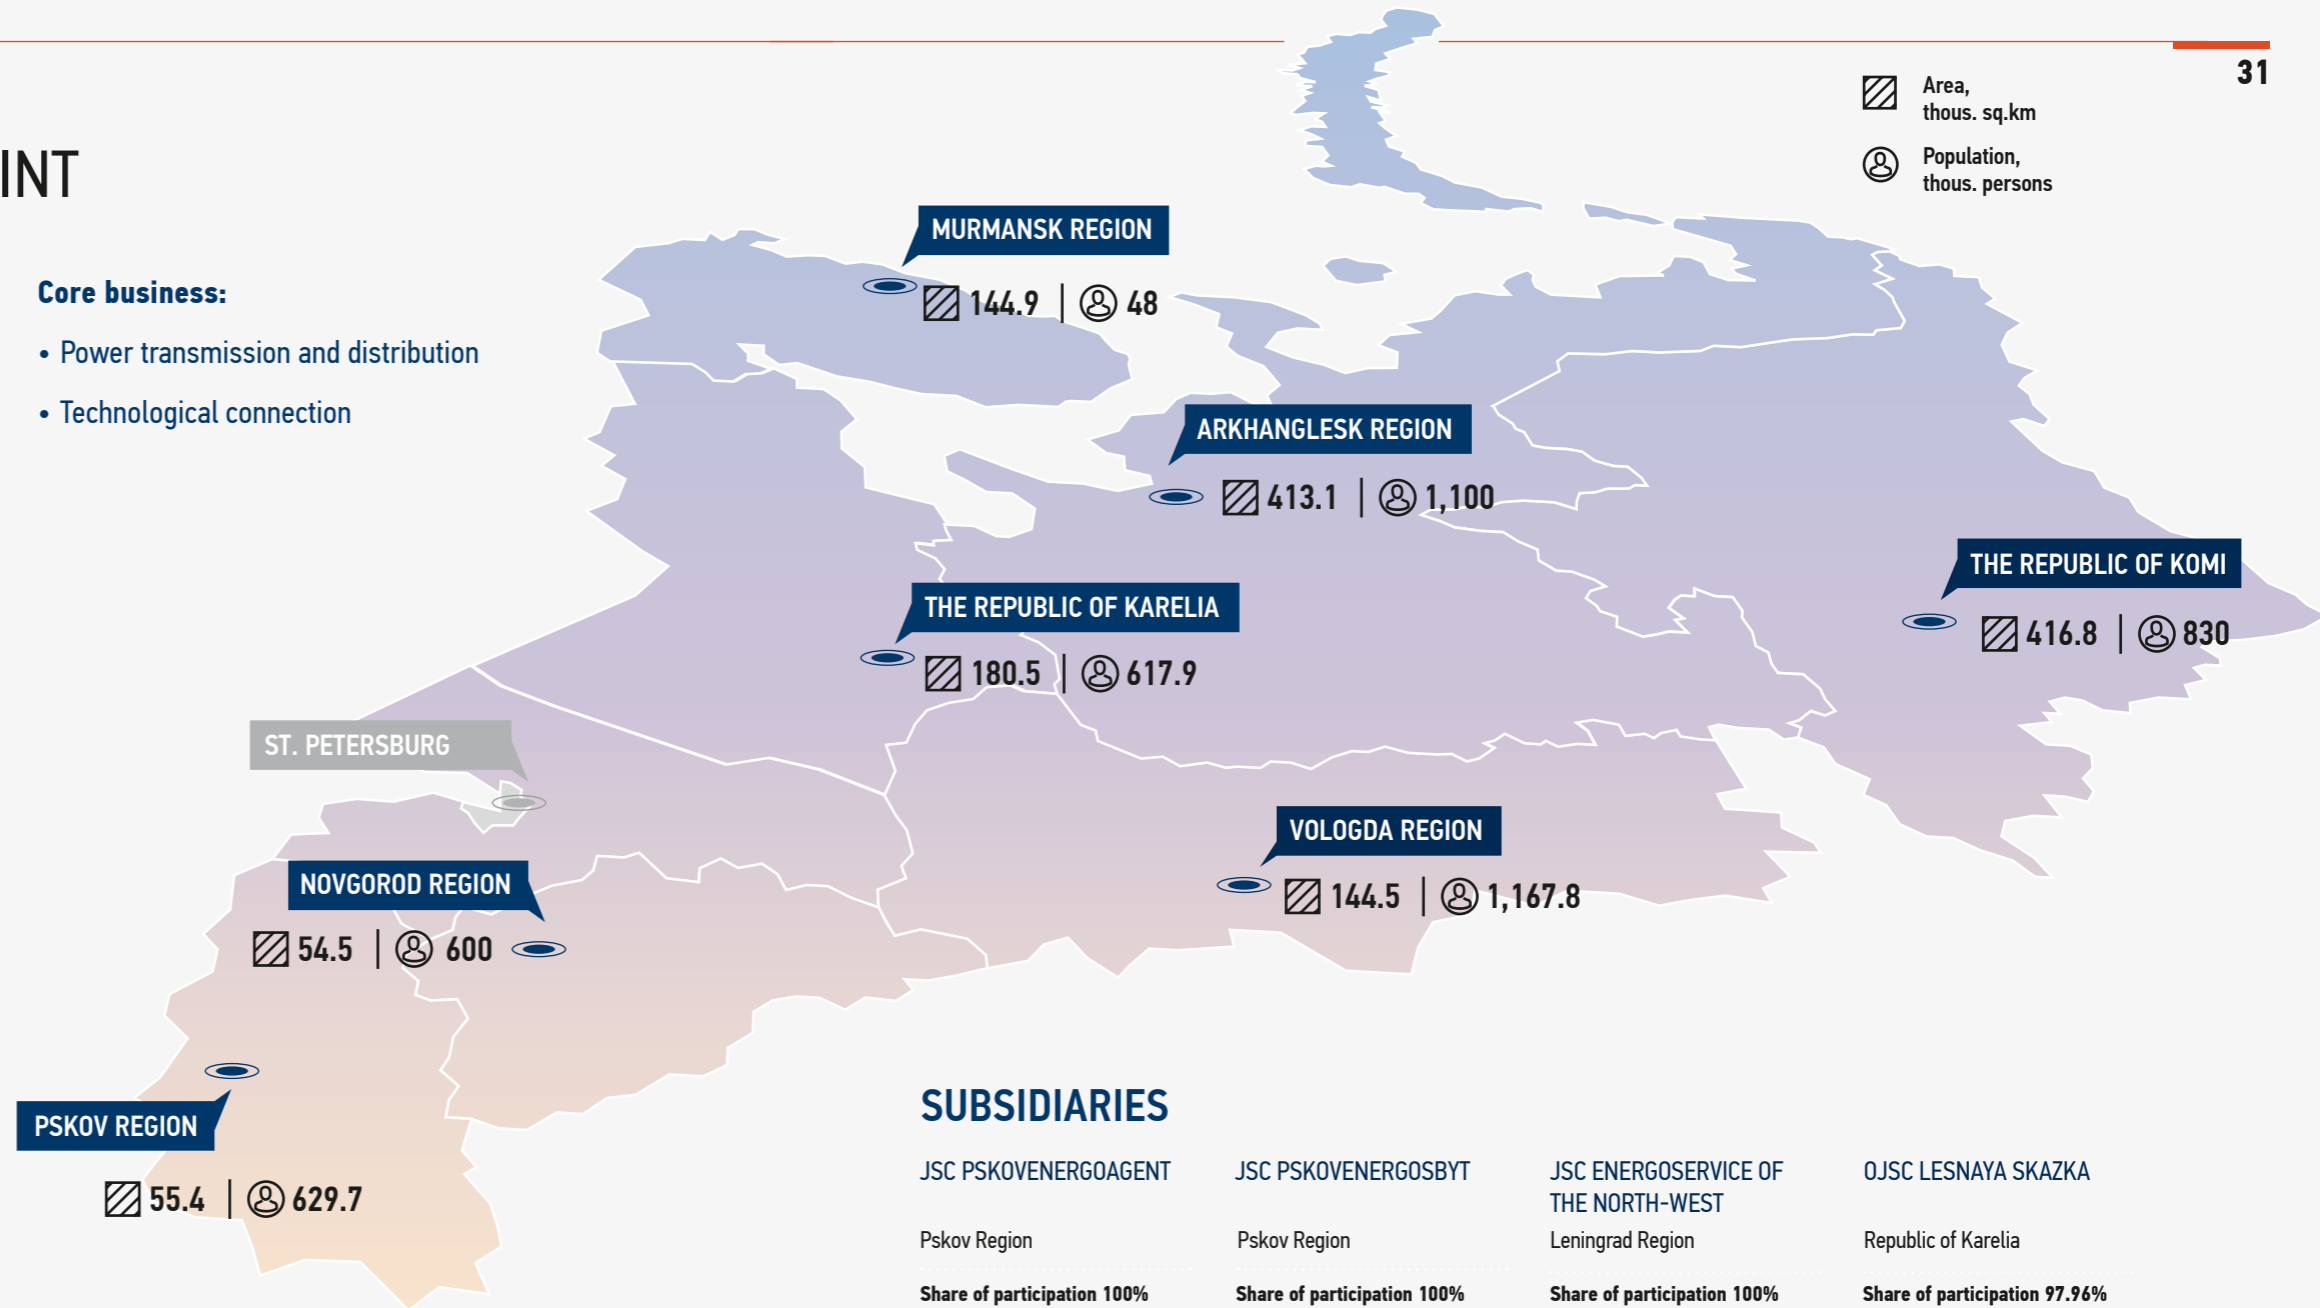 31
Area,
thous. sq.km
Population,
thous. persons
INT
Core business:
• Power transmission and distribution
• Technological connection
MURMANSK REGION
144.9 | 48
ARKHANGLESK REGION
413.1 | 1,100
THE REPUBLIC OF KOMI
416.8 | 830
THE REPUBLIC OF KARELIA
180.5 | 617.9
ST. PETERSBURG
VOLOGDA REGION
144.5 | 1,167.8
NOVGOROD REGION
54.5 | 600
PSKOV REGION
55.4 | 629.7
SUBSIDIARIES
JSC PSKOVENERGOAGENT
Pskov Region
Share of participation 100%
JSC PSKOVENERGOSBYT
Pskov Region
Share of participation 100%
JSC ENERGOSERVICE OF
THE NORTH-WEST
Leningrad Region
Share of participation 100%
OJSC LESNAYA SKAZKA
Republic of Karelia
Share of participation 97.96%